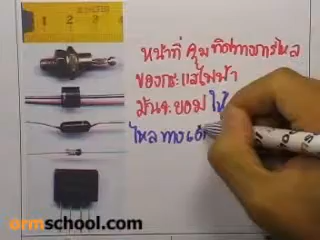 หน้าที่ คุมทิศทางการไหล
ของกระแสไฟฟ้า
มันจะยอมให้
ไหลทางเดี
ormschool.com